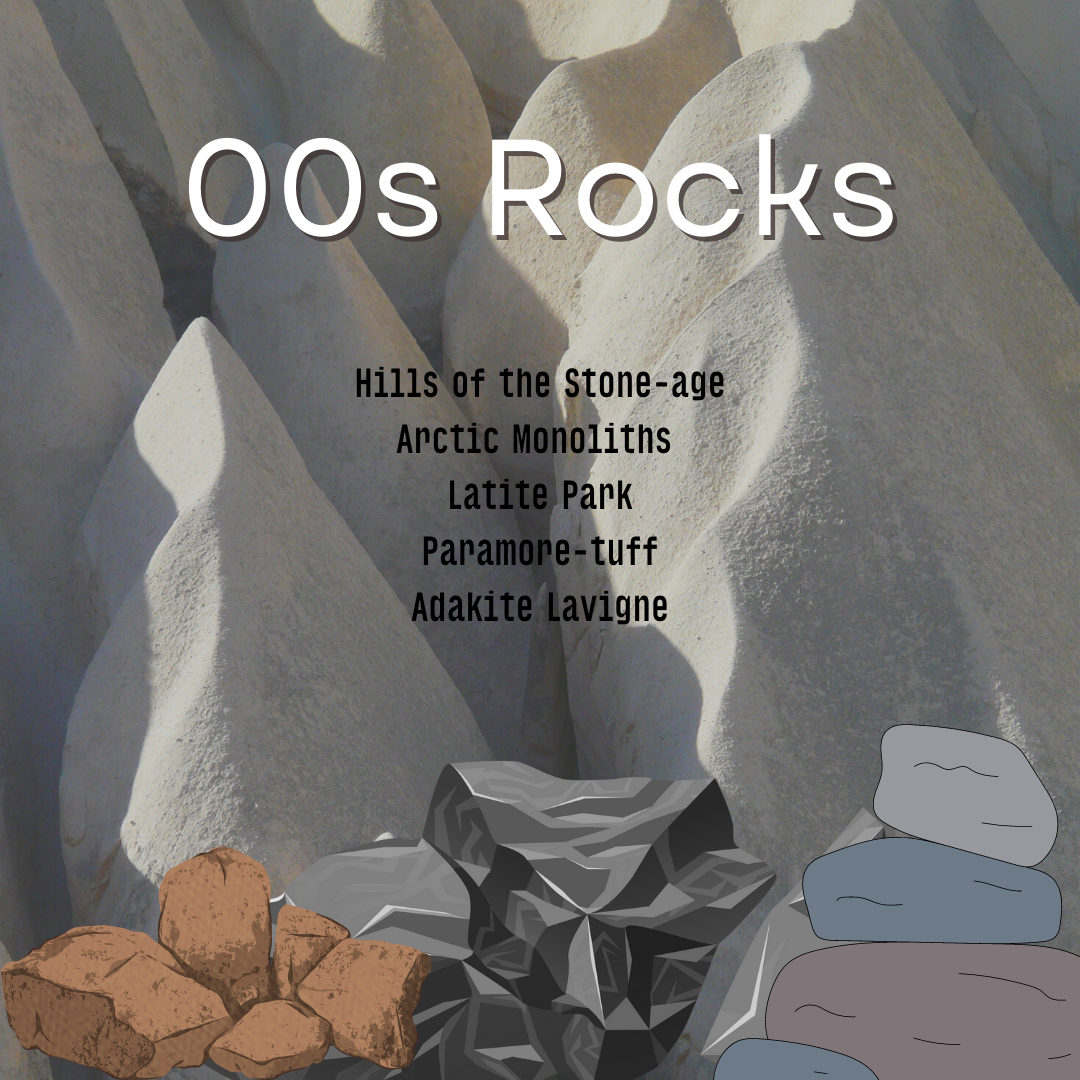 00s Rocks
Hills of the Stone-age
Arctic Monoliths
Latite Park
Paramore-tuff
Adakite Lavigne